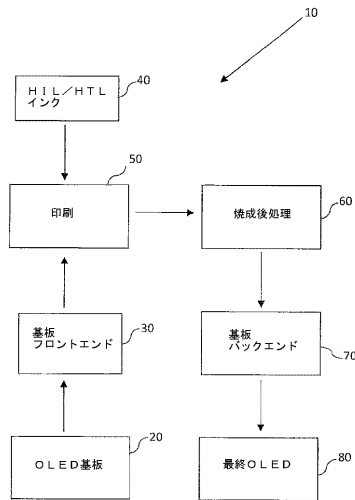 10
HIL/HTL
インク
40
50
印刷
焼成後処理
60
基板
フロントエンド
30
基板
バックエンド
70
OLED基板
20
最終OLED
80